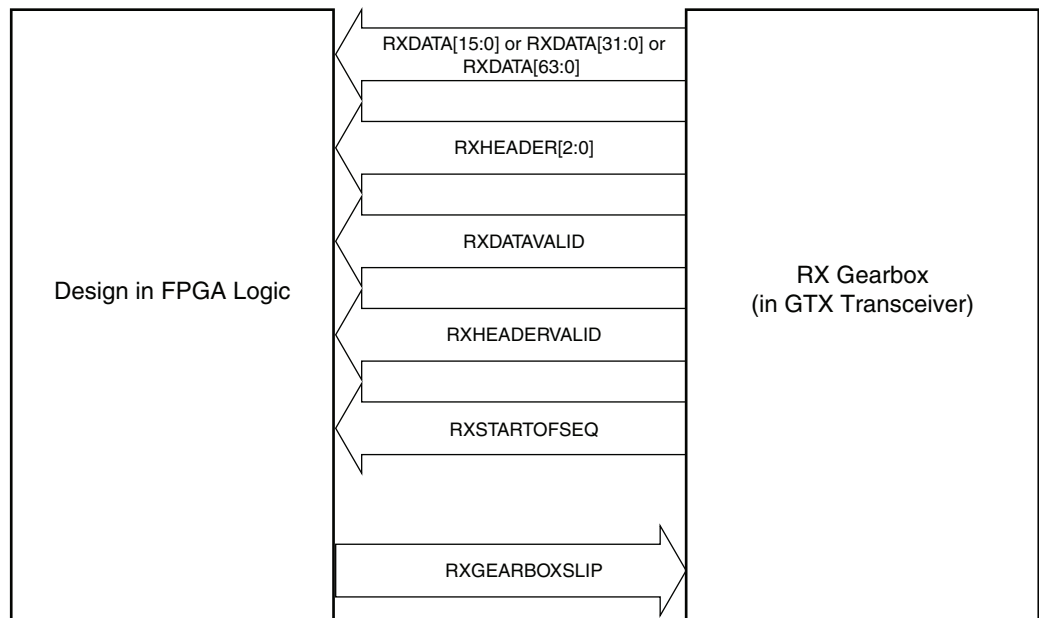 RXDATA[15:0] or RXDATA[31:0] or
RXDATA[63:0]
RXHEADER[2:0]
RXDATAVALID
Design in FPGA Logic
RX Gearbox
(in GTX Transceiver)
RXHEADERVALID
RXSTARTOFSEQ
RXGEARBOXSLIP